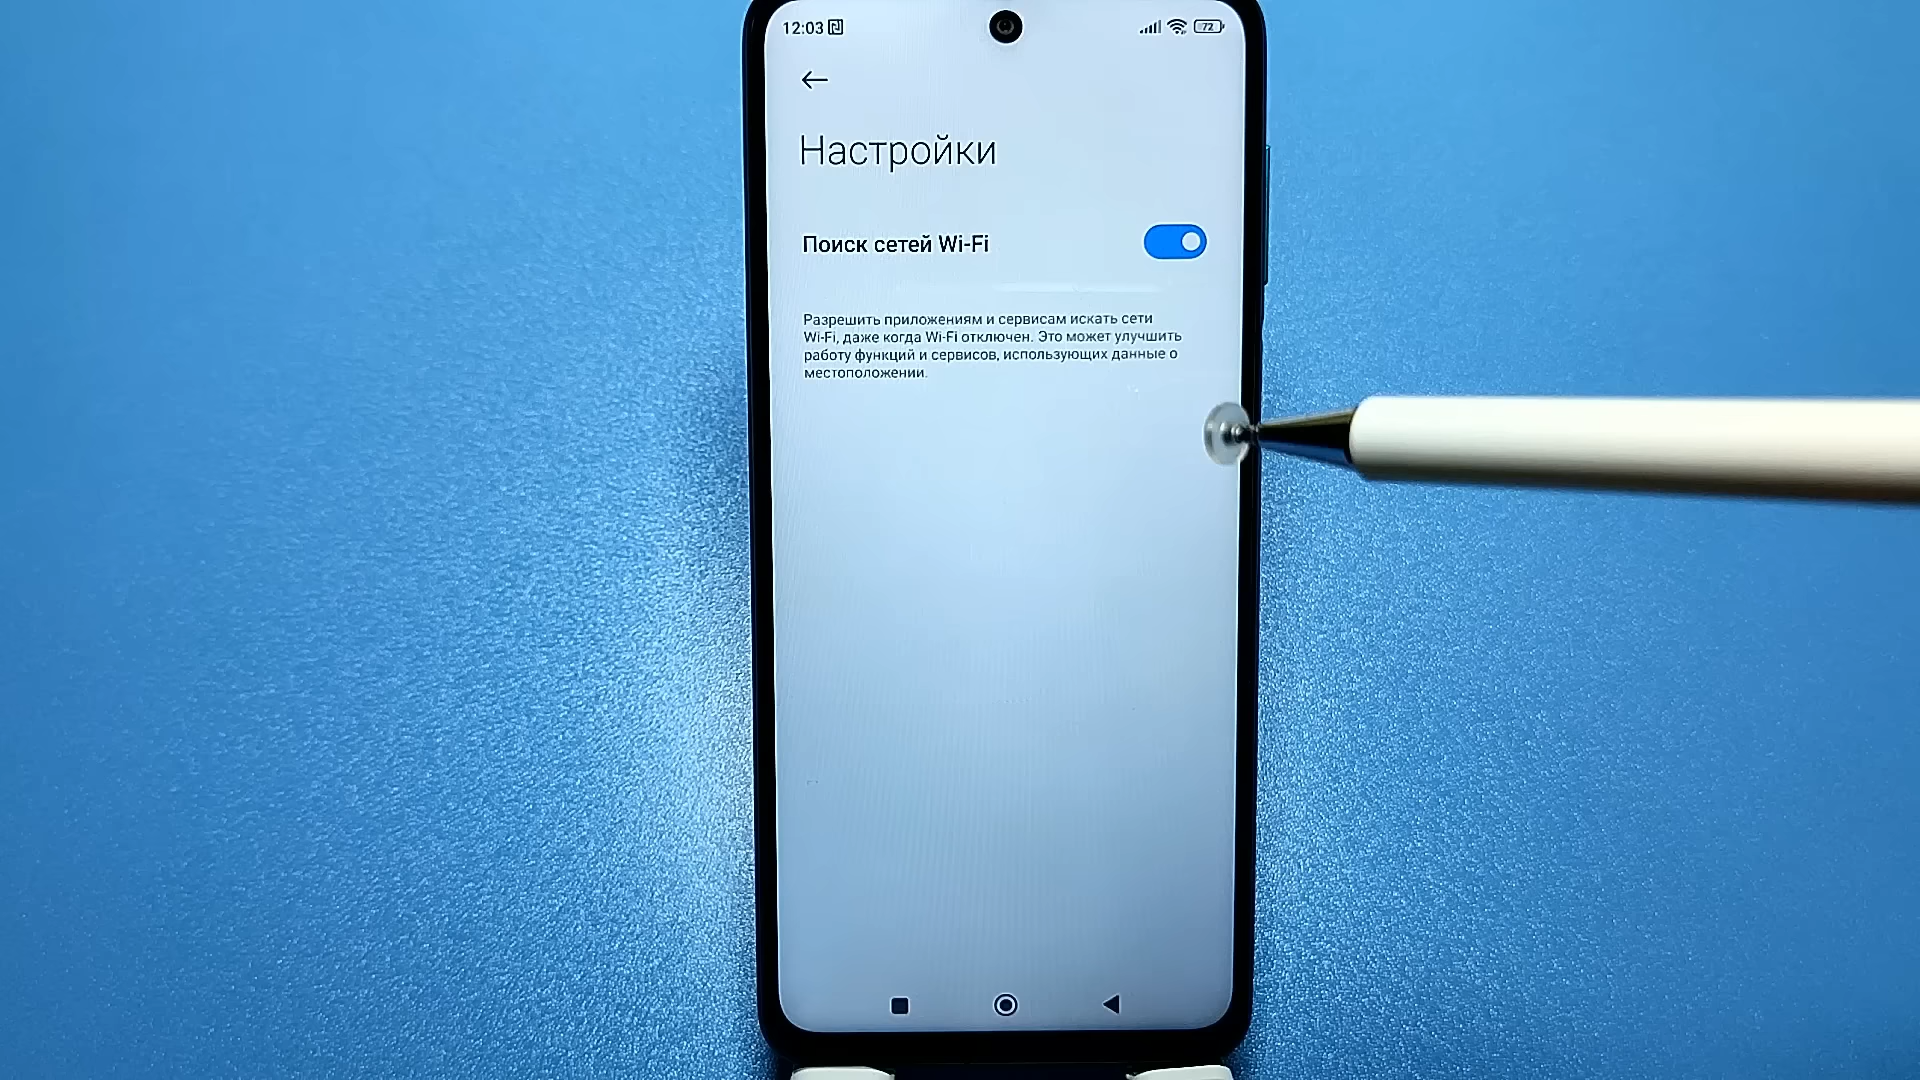 12:03
72
Настройки
Поиск сетей Wi-Fi
Разрешить приложениям и сервисам искать сети
Wi-Fi, даже когда Wi-Fi отключен. Это может улучшить
работу функций и сервисов, использующих данные о
местоположении.